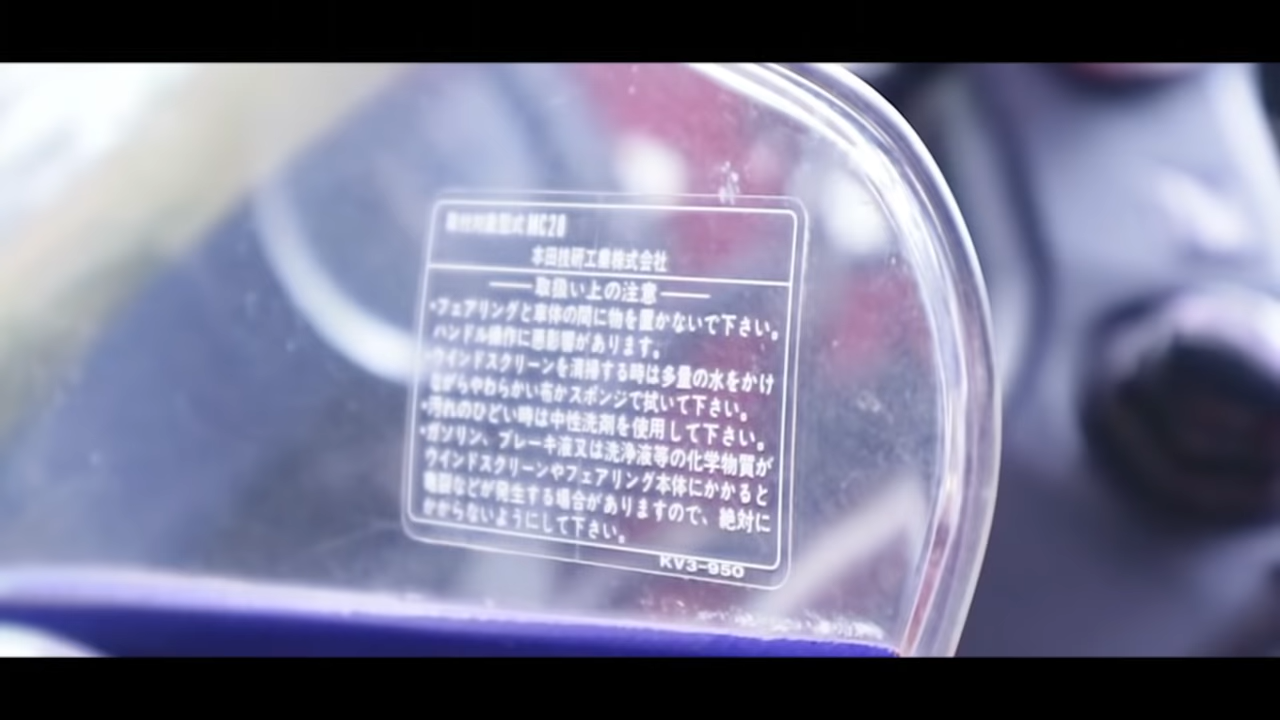 取付対象型式 MC28
本田技研工業株式会社
取扱い上の注意
•フェアリングと車体の間に物を置かないで下さい。
ハンドル操作に悪影響があります。
•ウインドスクリーンを清掃する時は多量の水をかけ
ながらやわらかい布かスポンジで拭いて下さい。
•汚れのひどい時は中性洗剤を使用して下さい。
•ガソリン、ブレーキ液又は洗浄液等の化学物質が
ウインドスクリーンやフェアリング本体にかかると
亀裂などが発生する場合がありますので、絶対に
かからないようにして下さい。
KV3-950